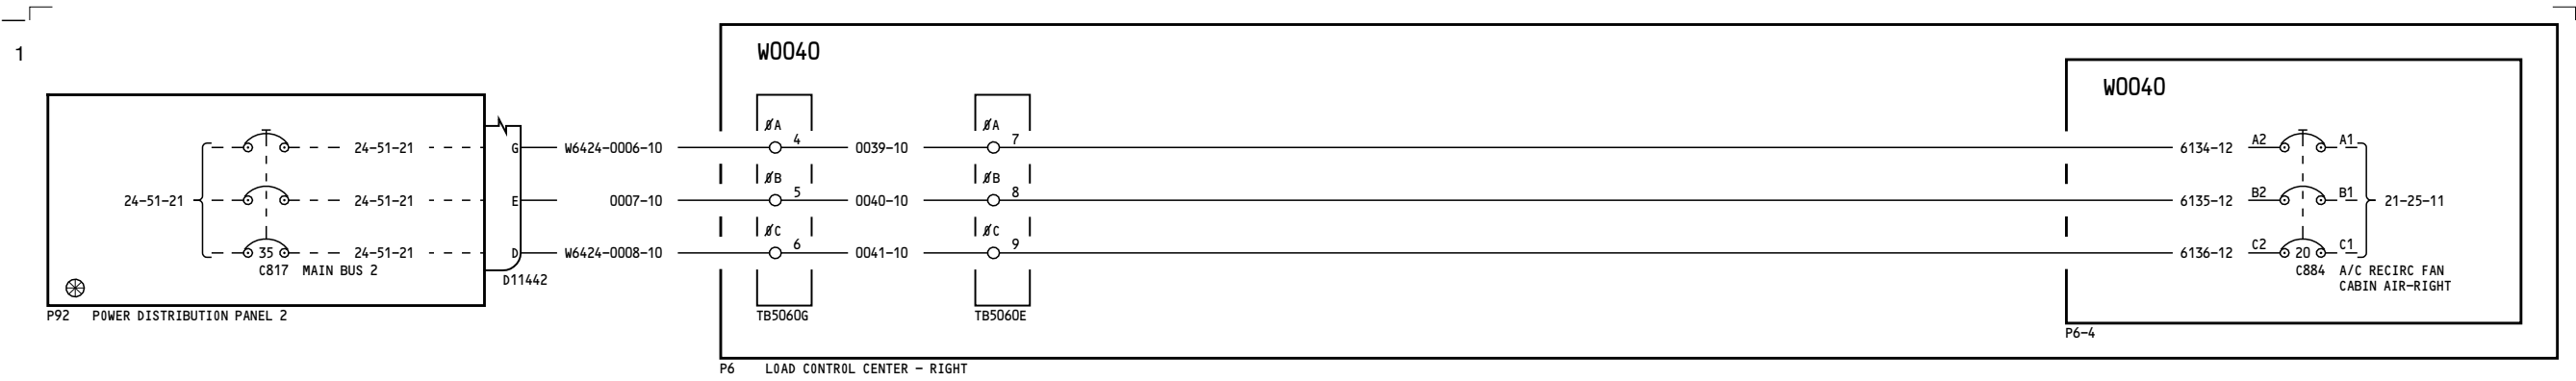 1
W0040
W0040
ØA
4
ØA
7
24-51-21
G
W6424-0006-10
0039-10
6134-12
A2
A1
ØB
5
ØB
8
24-51-21
24-51-21
E
0007-10
0040-10
6135-12
B2
B1
21-25-11
ØC
6
ØC
9
35
24-51-21
D
W6424-0008-10
0041-10
6136-12
C2
20
C1
C817 MAIN BUS 2
D11442
C884 A/C RECIRC FAN
CABIN AIR-RIGHT
P92 POWER DISTRIBUTION PANEL 2
TB5060G
TB5060E
P6-4
P6 LOAD CONTROL CENTER - RIGHT